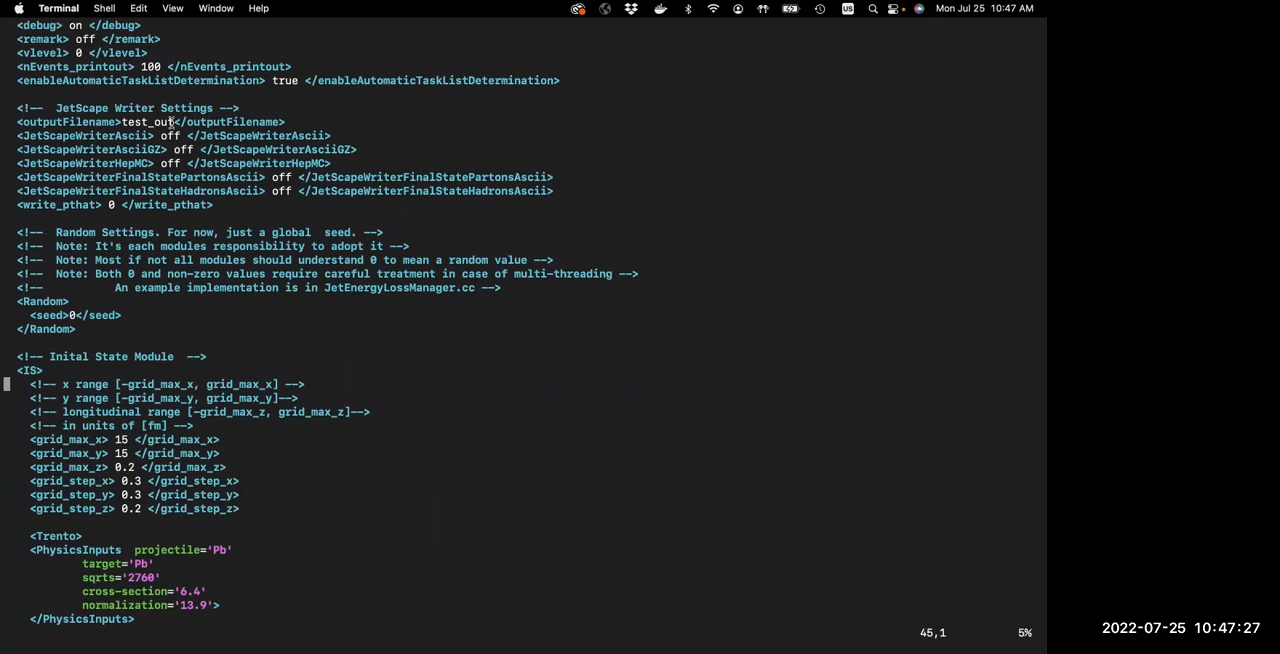 Terminal Shell Edit View Window Help US Mon Jul 25 10:47 AM
<debug> on </debug>
<remark> off </remark>
<vlevel> 0 </vlevel>
<nEvents_printout> 100 </nEvents_printout>
<enableAutomaticTaskListDetermination> true </enableAutomaticTaskListDetermination>
<!--  JetScape Writer Settings -->
<outputFilename>test_out</outputFilename>
<JetScapeWriterAscii> off </JetScapeWriterAscii>
<JetScapeWriterAsciiGZ> off </JetScapeWriterAsciiGZ>
<JetScapeWriterHepMC> off </JetScapeWriterHepMC>
<JetScapeWriterFinalStatePartonsAscii> off </JetScapeWriterFinalStatePartonsAscii>
<JetScapeWriterFinalStateHadronsAscii> off </JetScapeWriterFinalStateHadronsAscii>
<write_pthat> 0 </write_pthat>
<!--  Random Settings. For now, just a global  seed. -->
<!--  Note: It's each modules responsibility to adopt it -->
<!--  Note: Most if not all modules should understand 0 to mean a random value -->
<!--  Note: Both 0 and non-zero values require careful treatment in case of multi-threading -->
<!--           An example implementation is in JetEnergyLossManager.cc -->
<Random>
  <seed>0</seed>
</Random>
<!-- Inital State Module  -->
<IS>
  <!-- x range [-grid_max_x, grid_max_x] -->
  <!-- y range [-grid_max_y, grid_max_y]-->
  <!-- longitudinal range [-grid_max_z, grid_max_z]-->
  <!-- in units of [fm] -->
  <grid_max_x> 15 </grid_max_x>
  <grid_max_y> 15 </grid_max_y>
  <grid_max_z> 0.2 </grid_max_z>
  <grid_step_x> 0.3 </grid_step_x>
  <grid_step_y> 0.3 </grid_step_y>
  <grid_step_z> 0.2 </grid_step_z>
  <Trento>
  <PhysicsInputs  projectile='Pb'
          target='Pb'
          sqrts='2760'
          cross-section='6.4'
          normalization='13.9'>
  </PhysicsInputs>
45,1 5%
2022-07-25 10:47:27